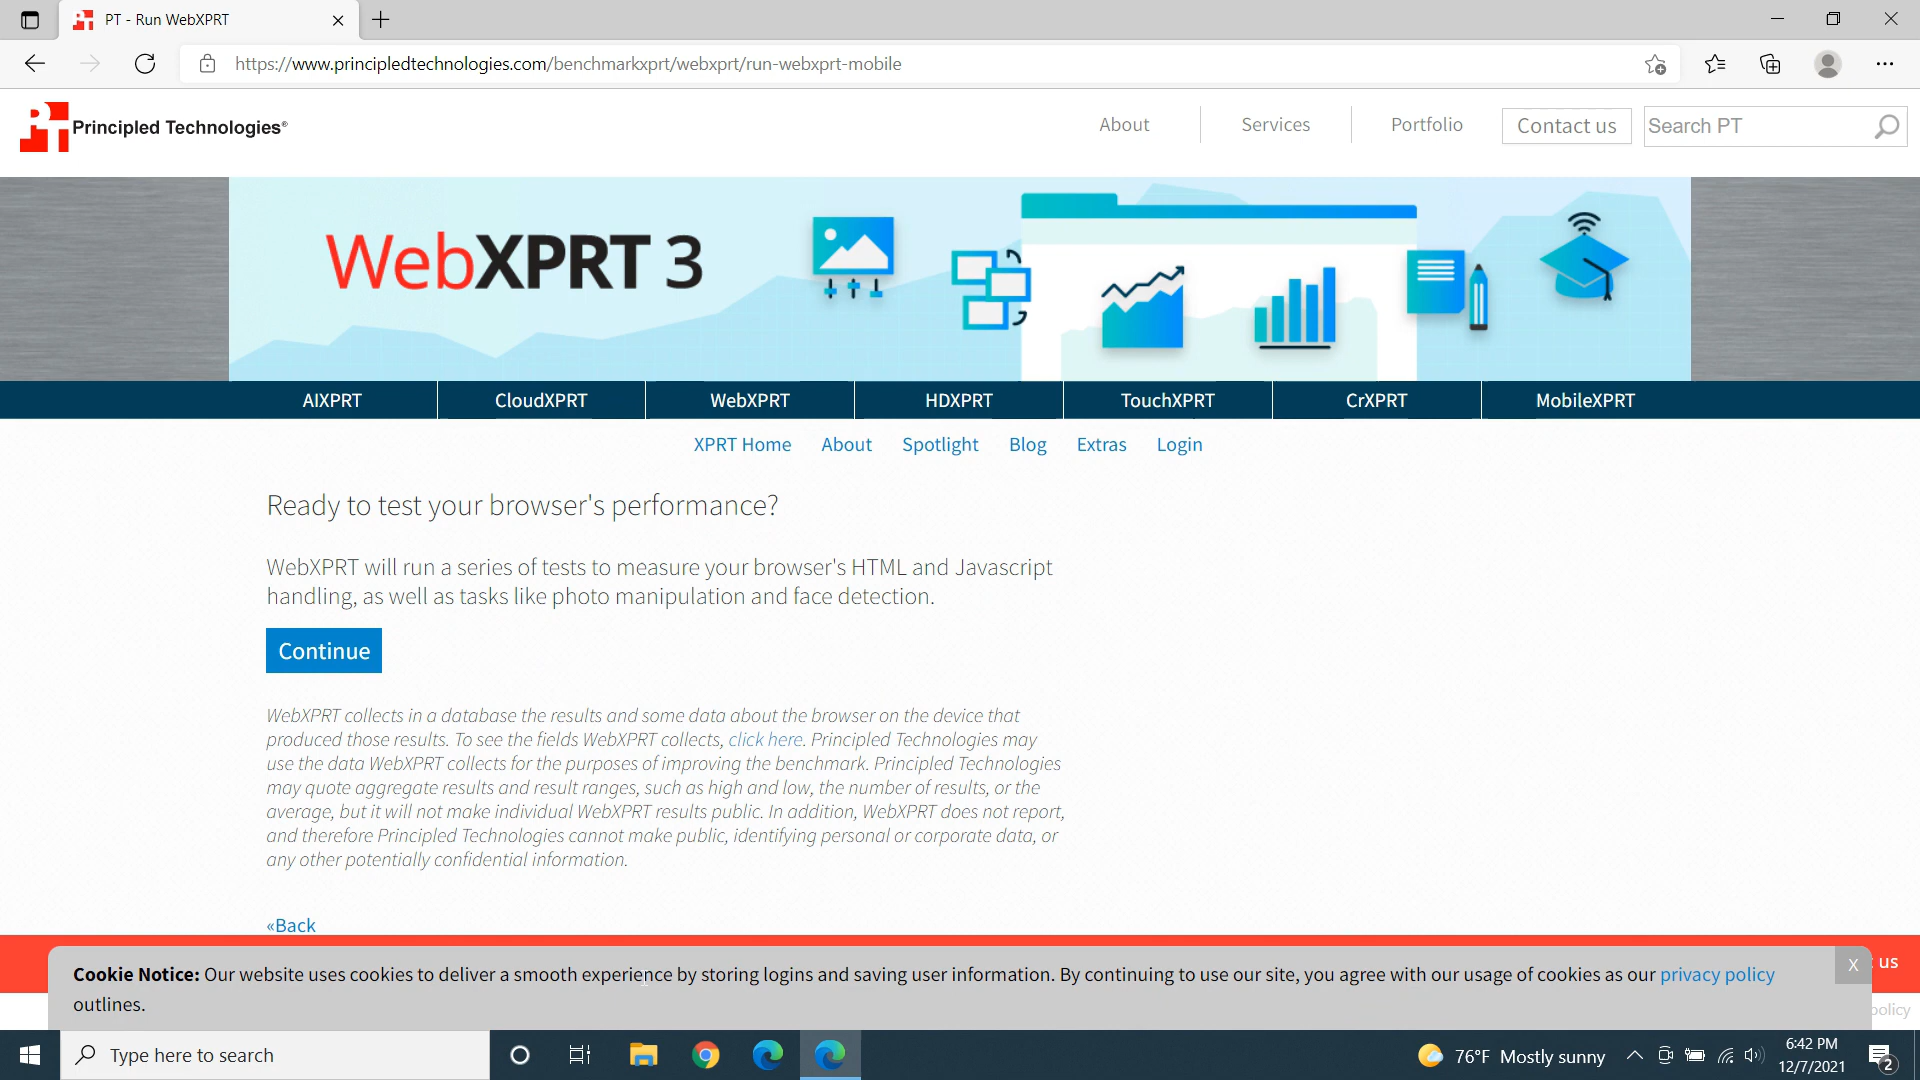 PT - Run WebXPRT
https://www.principledtechnologies.com/benchmarkxprt/webxprt/run-webxprt-mobile
Principled Technologies®
About
Services
Portfolio
Contact us
Search PT
WebXPRT 3
AIXPRT
CloudXPRT
WebXPRT
HDXPRT
TouchXPRT
CrXPRT
MobileXPRT
XPRT Home
About
Spotlight
Blog
Extras
Login
Ready to test your browser's performance?
WebXPRT will run a series of tests to measure your browser's HTML and Javascript
handling, as well as tasks like photo manipulation and face detection.
Continue
WebXPRT collects in a database the results and some data about the browser on the device that
produced those results. To see the fields WebXPRT collects, click here. Principled Technologies may
use the data WebXPRT collects for the purposes of improving the benchmark. Principled Technologies
may quote aggregate results and result ranges, such as high and low, the number of results, or the
average, but it will not make individual WebXPRT results public. In addition, WebXPRT does not report,
and therefore Principled Technologies cannot make public, identifying personal or corporate data, or
any other potentially confidential information.
«Back
us
Cookie Notice: Our website uses cookies to deliver a smooth experience by storing logins and saving user information. By continuing to use our site, you agree with our usage of cookies as our privacy policy
outlines.
X
policy
Type here to search
76°F Mostly sunny
6:42 PM
12/7/2021
2